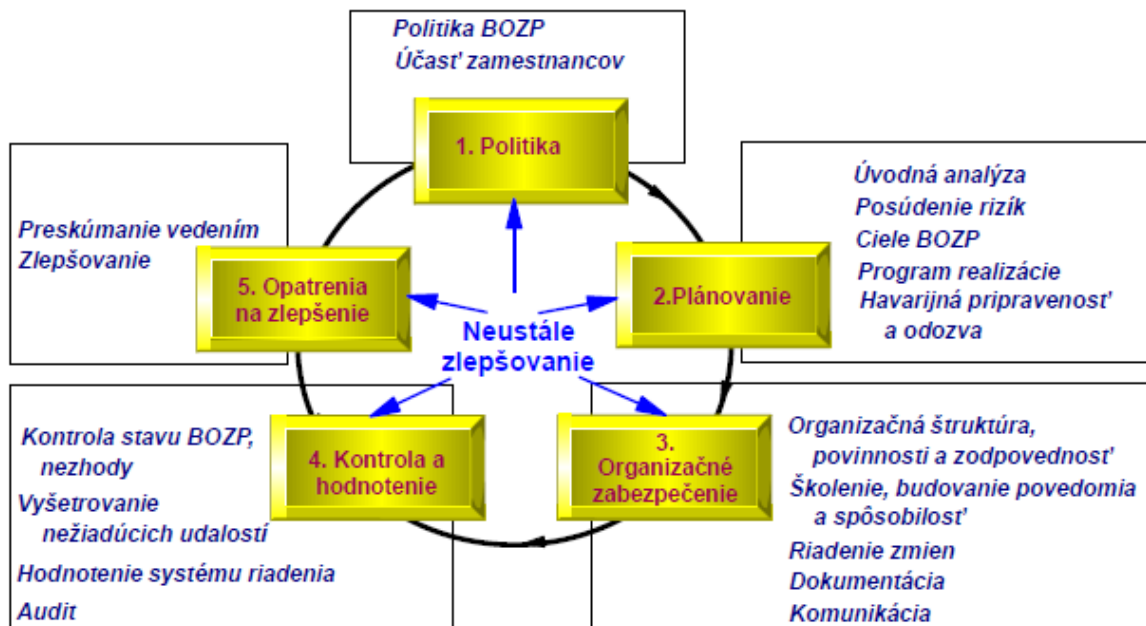 Politika BOZP
Účasť zamestnancov
1. Politika
Úvodná analýza
Posúdenie rizík
Ciele BOZP
Program realizácie
Havarijná pripravenosť
a odozva
2.Plánovanie
Preskúmanie vedením
Zlepšovanie
5. Opatrenia
na zlepšenie
Neustále
zlepšovanie
Kontrola stavu BOZP,
nezhody
Vyšetrovanie
nežiadúcich udalostí
Hodnotenie systému riadenia
Audit
4. Kontrola a
hodnotenie
3.
Organizačné
zabezpečenie
Organizačná štruktúra,
povinnosti a zodpovednosť
Školenie, budovanie povedomia
a spôsobilosť
Riadenie zmien
Dokumentácia
Komunikácia